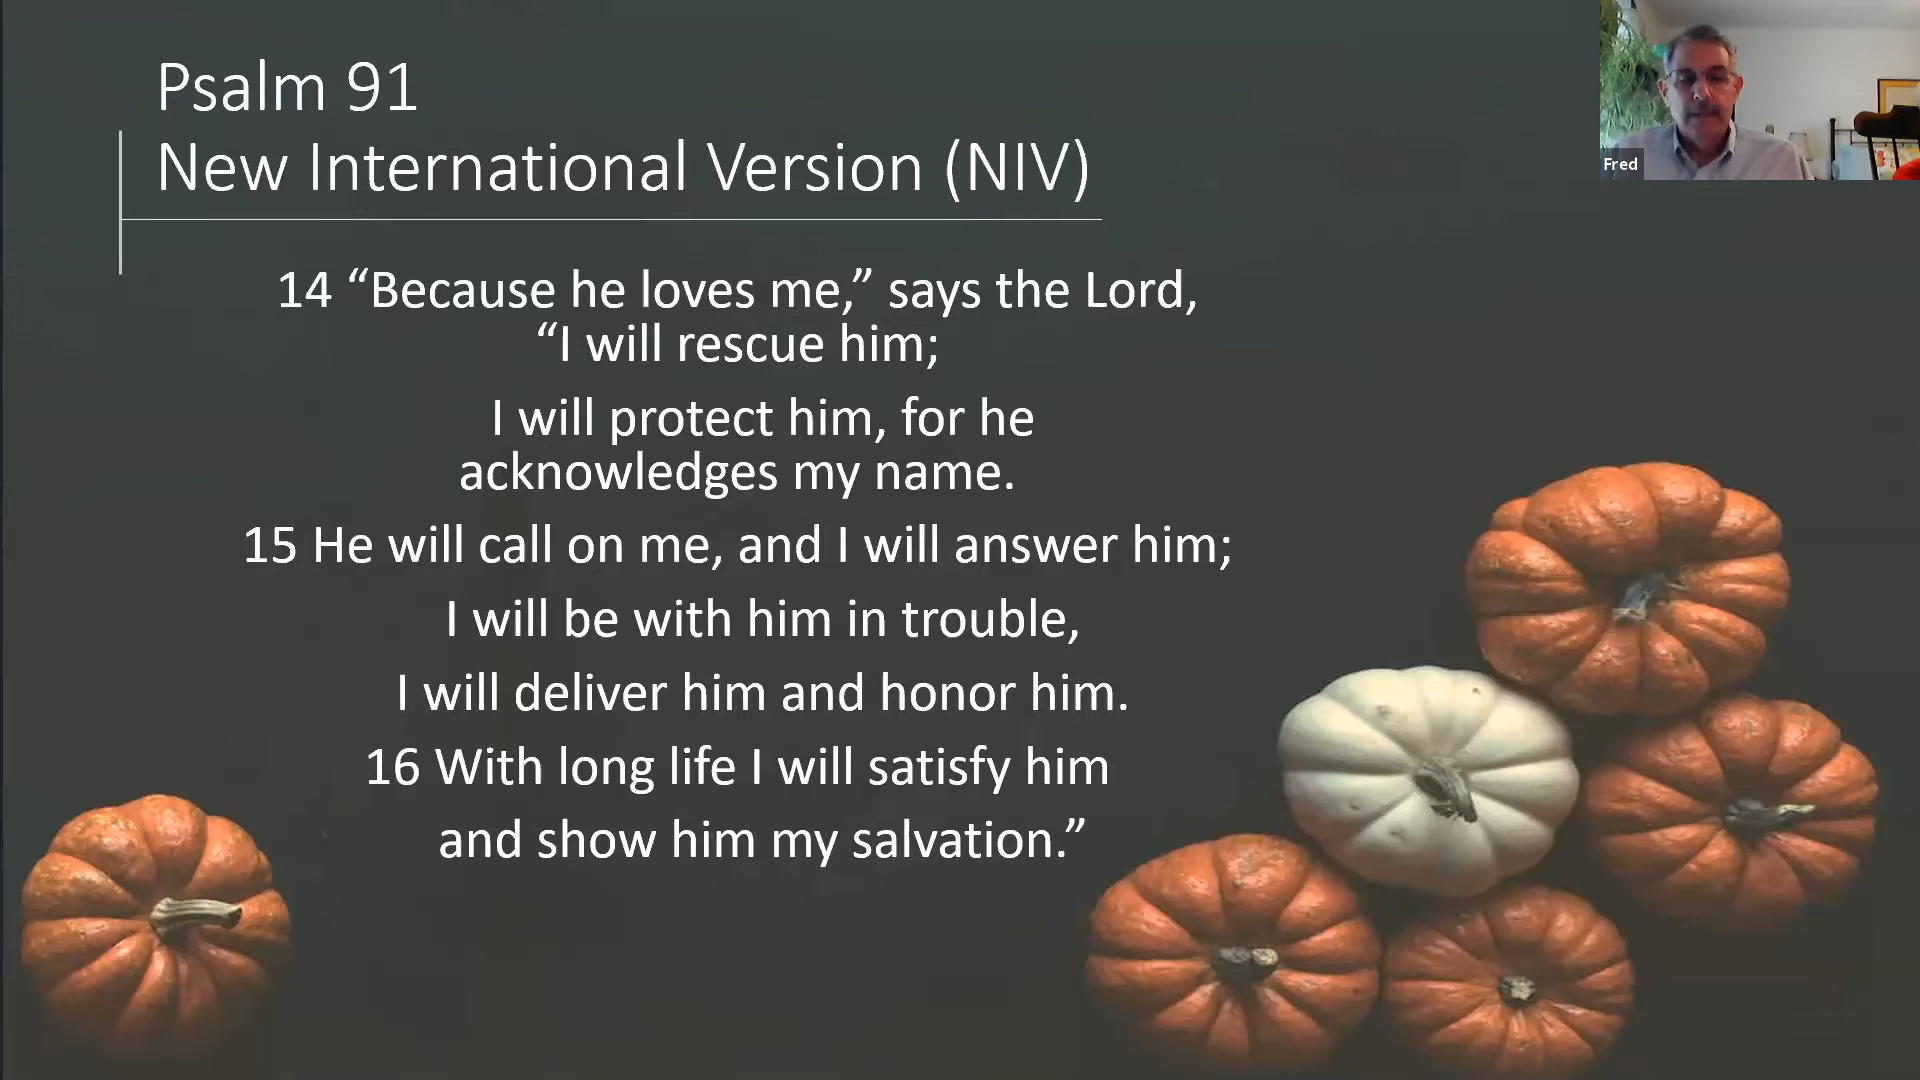 Psalm 91
New International Version (NIV)
14 “Because he loves me,” says the Lord,
“I will rescue him;
I will protect him, for he
acknowledges my name.
15 He will call on me, and I will answer him;
I will be with him in trouble,
I will deliver him and honor him.
16 With long life I will satisfy him
and show him my salvation.”
Fred